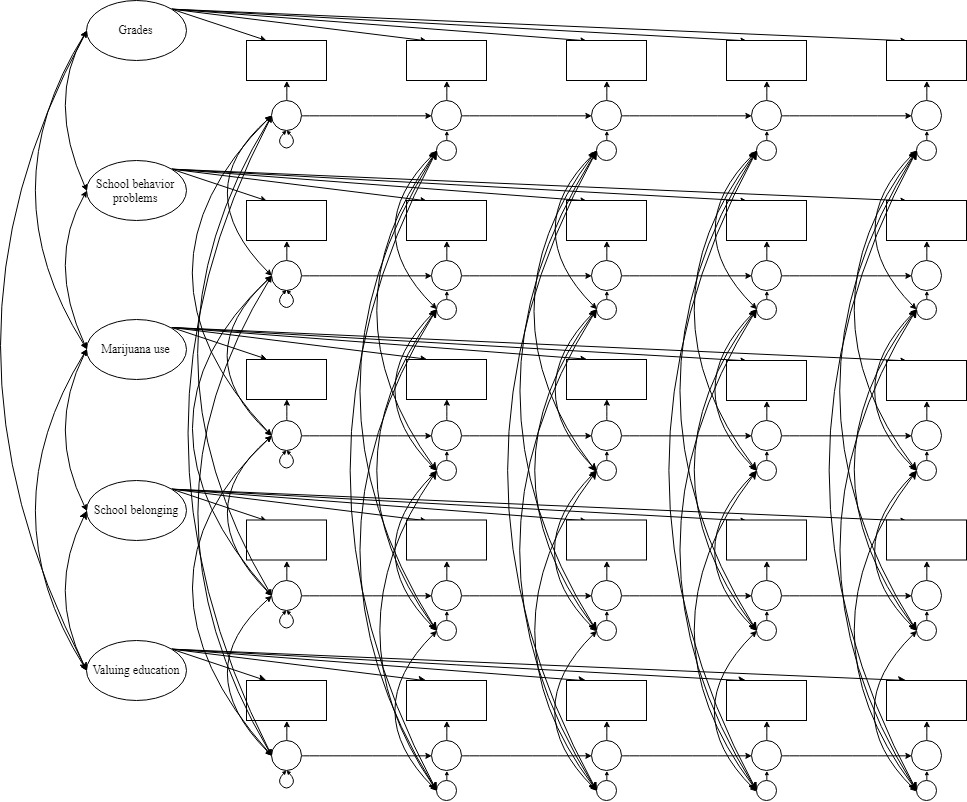 Grades
School behavior
problems
Marijuana use
School belonging
Valuing education